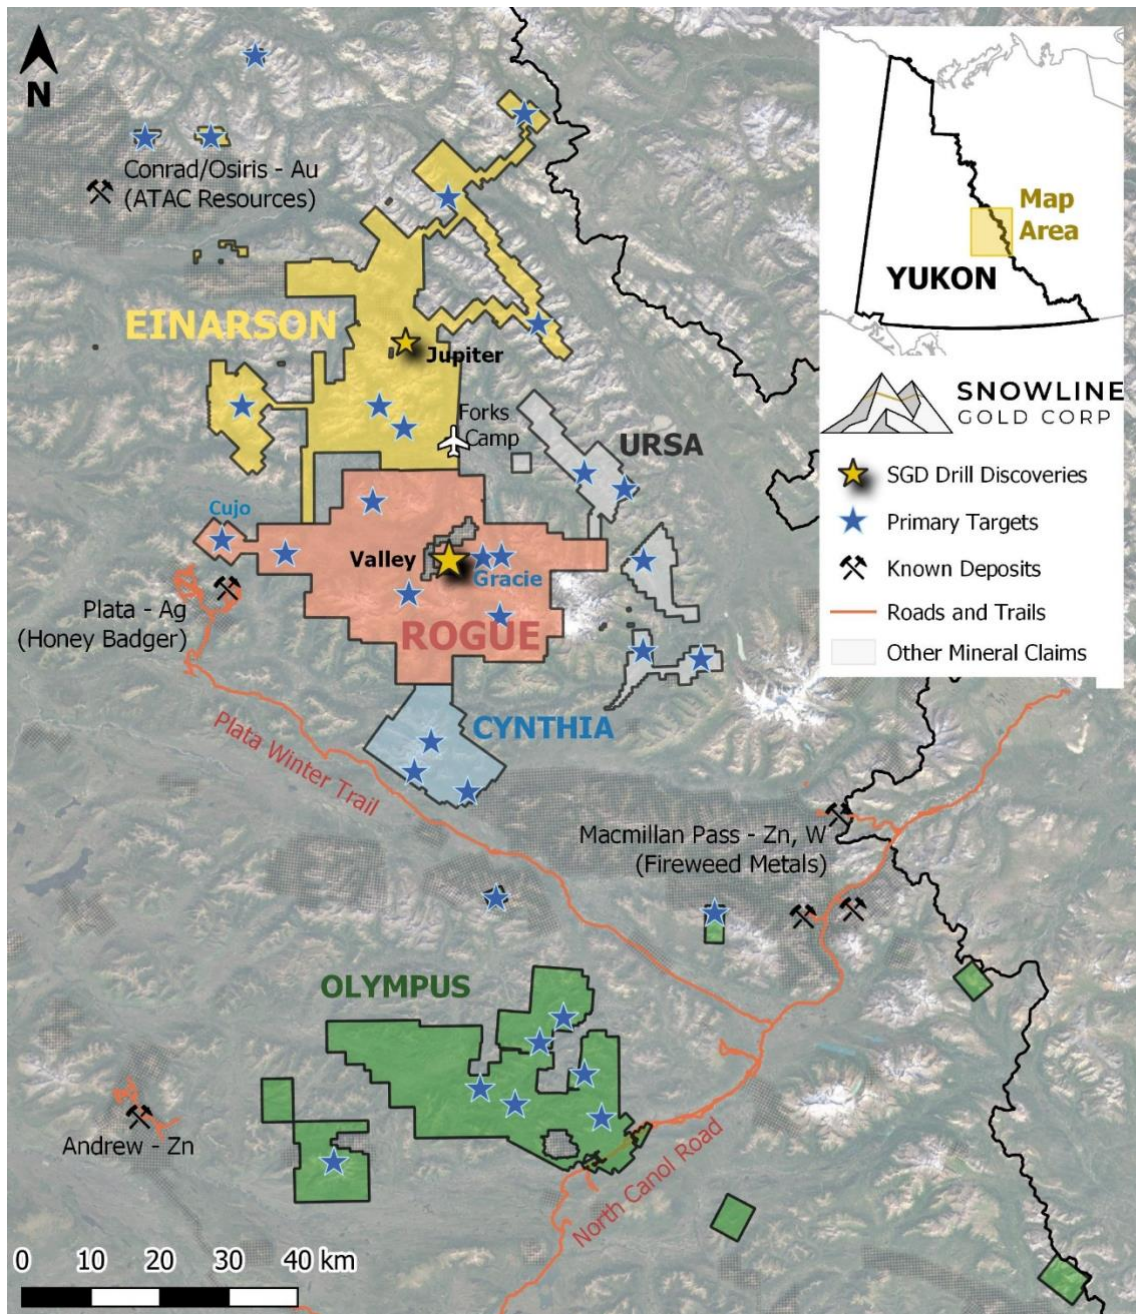 N
Conrad/Osiris - Au
(ATAC Resources)
EINARSON
Jupiter
Forks
Camp
URSA
Cujo
Valley
Gracie
Plata - Ag
(Honey Badger)
ROGUE
CYNTHIA
Plata Winter Trail
Macmillan Pass - Zn, W
(Fireweed Metals)
OLYMPUS
Andrew - Zn
North Canol Road
0 10 20 30 40 km
Map
Area
YUKON
SNOWLINE
GOLD CORP
SGD Drill Discoveries
Primary Targets
Known Deposits
Roads and Trails
Other Mineral Claims